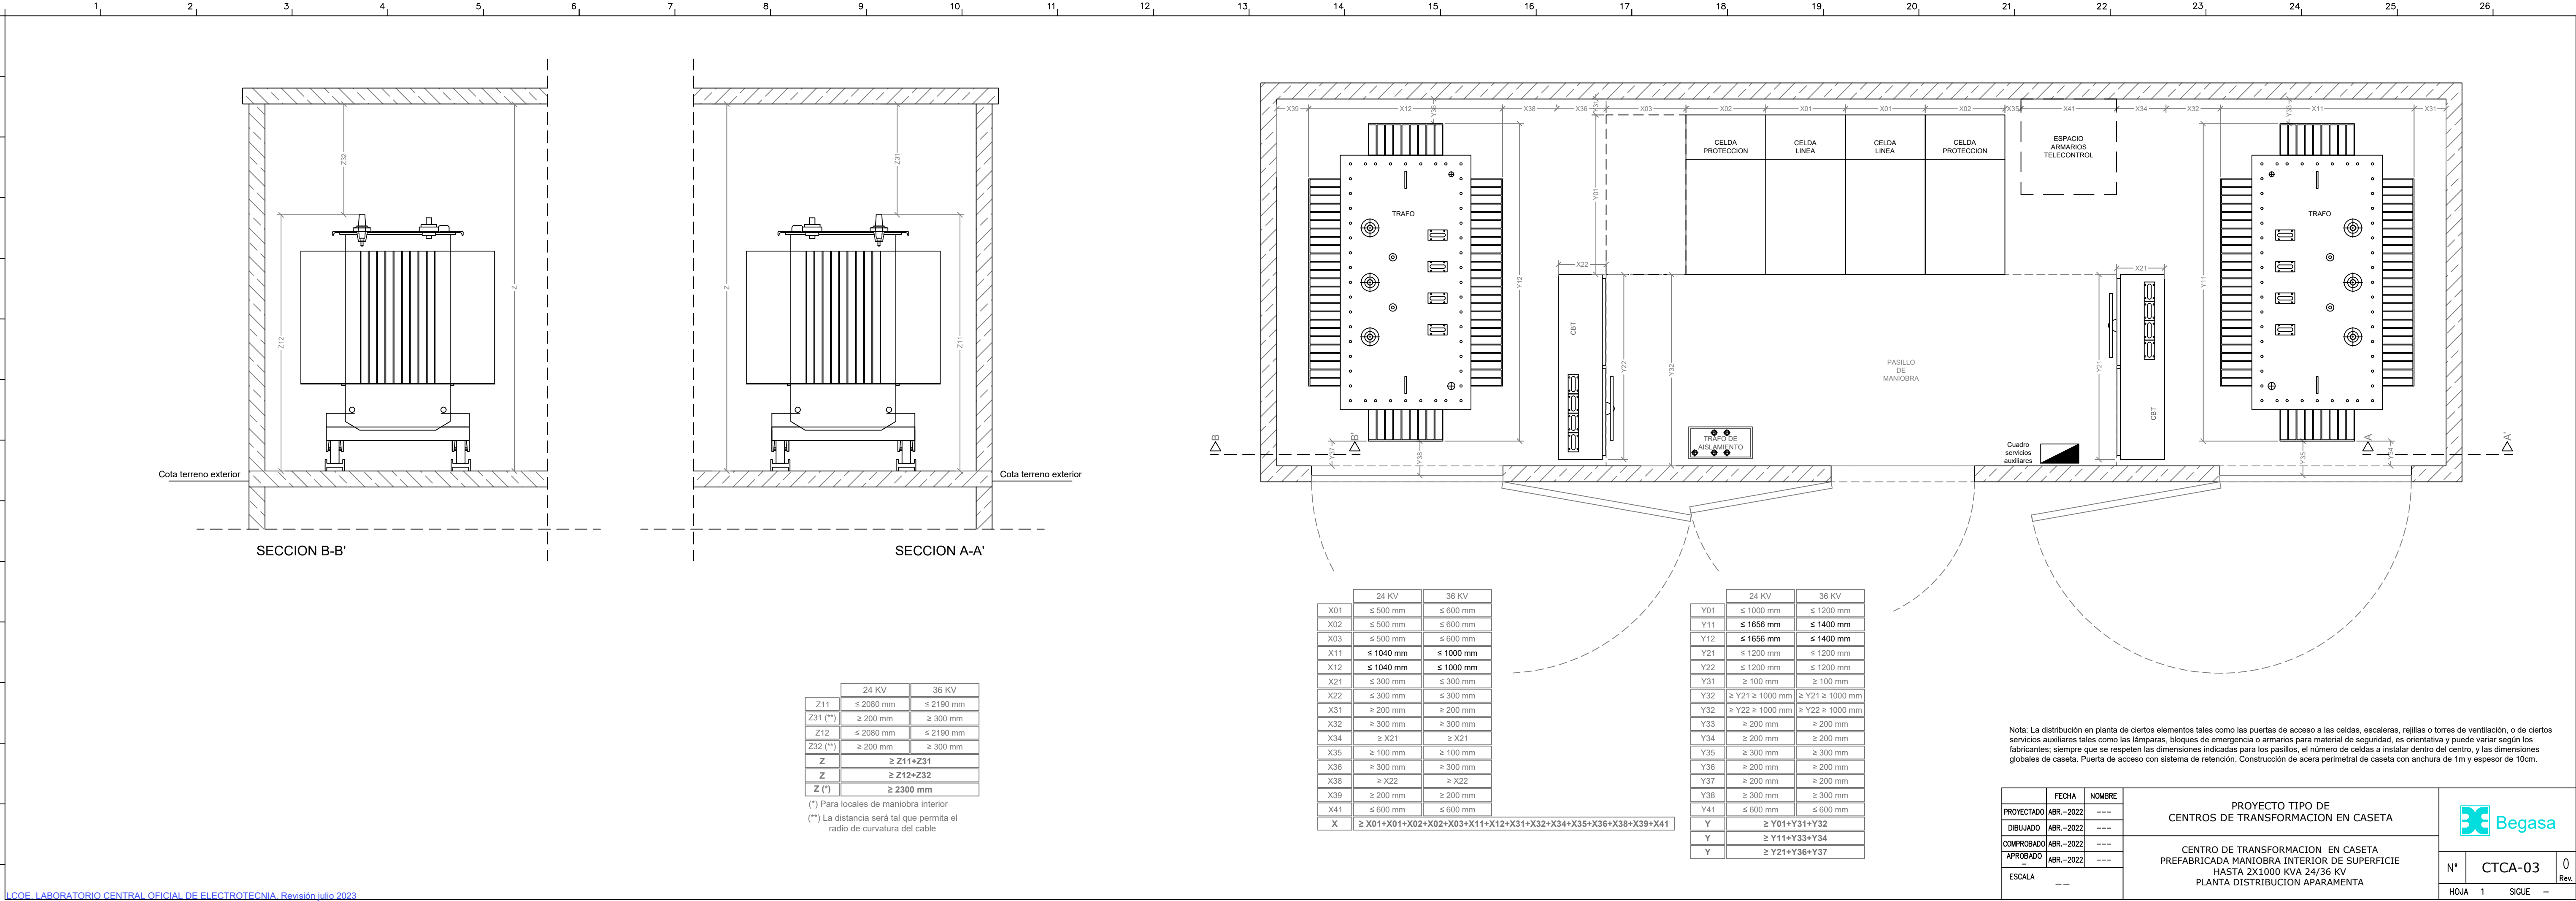 1 2 3 4 5 6 7 8 9 10 11 12 13 14 15 16 17 18 19 20 21 22 23 24 25 26
Z32
Z12
Z
Cota terreno exterior
SECCION B-B'
Z31
Z
Z11
Cota terreno exterior
SECCION A-A'
X39 X12 X38 X36 X03 X02 X01 X01 X02 X35 X41 X34 X32 X11 X31
Y36
Y31
Y33
CELDA
PROTECCION
CELDA
LINEA
CELDA
LINEA
CELDA
PROTECCION
ESPACIO
ARMARIOS
TELECONTROL
TRAFO
TRAFO
Y01
Y12
Y11
X22
X21
CBT
Y22
Y32
Y21
CBT
PASILLO
DE
MANIOBRA
TRAFO DE
AISLAMIENTO
Cuadro
servicios
auxiliares
B
B'
A
A'
Y37
Y38
Y35
Y34
24 KV 36 KV
Z11 ≤ 2080 mm ≤ 2190 mm
Z31 (**) ≥ 200 mm ≥ 300 mm
Z12 ≤ 2080 mm ≤ 2190 mm
Z32 (**) ≥ 200 mm ≥ 300 mm
Z ≥ Z11+Z31
Z ≥ Z12+Z32
Z (*) ≥ 2300 mm
(*) Para locales de maniobra interior
(**) La distancia será tal que permita el
radio de curvatura del cable
24 KV 36 KV
X01 ≤ 500 mm ≤ 600 mm
X02 ≤ 500 mm ≤ 600 mm
X03 ≤ 500 mm ≤ 600 mm
X11 ≤ 1040 mm ≤ 1000 mm
X12 ≤ 1040 mm ≤ 1000 mm
X21 ≤ 300 mm ≤ 300 mm
X22 ≤ 300 mm ≤ 300 mm
X31 ≥ 200 mm ≥ 200 mm
X32 ≥ 300 mm ≥ 300 mm
X34 ≥ X21 ≥ X21
X35 ≥ 100 mm ≥ 100 mm
X36 ≥ 300 mm ≥ 300 mm
X38 ≥ X22 ≥ X22
X39 ≥ 200 mm ≥ 200 mm
X41 ≤ 600 mm ≤ 600 mm
X ≥ X01+X01+X02+X02+X03+X11+X12+X31+X32+X34+X35+X36+X38+X39+X41
24 KV 36 KV
Y01 ≤ 1000 mm ≤ 1200 mm
Y11 ≤ 1656 mm ≤ 1400 mm
Y12 ≤ 1656 mm ≤ 1400 mm
Y21 ≤ 1200 mm ≤ 1200 mm
Y22 ≤ 1200 mm ≤ 1200 mm
Y31 ≥ 100 mm ≥ 100 mm
Y32 ≥ Y21 ≥ 1000 mm ≥ Y21 ≥ 1000 mm
Y32 ≥ Y22 ≥ 1000 mm ≥ Y22 ≥ 1000 mm
Y33 ≥ 200 mm ≥ 200 mm
Y34 ≥ 200 mm ≥ 200 mm
Y35 ≥ 300 mm ≥ 300 mm
Y36 ≥ 200 mm ≥ 200 mm
Y37 ≥ 200 mm ≥ 200 mm
Y38 ≥ 300 mm ≥ 300 mm
Y41 ≤ 600 mm ≤ 600 mm
Y ≥ Y01+Y31+Y32
Y ≥ Y11+Y33+Y34
Y ≥ Y21+Y36+Y37
Nota: La distribución en planta de ciertos elementos tales como las puertas de acceso a las celdas, escaleras, rejillas o torres de ventilación, o de ciertos
servicios auxiliares tales como las lámparas, bloques de emergencia o armarios para material de seguridad, es orientativa y puede variar según los
fabricantes; siempre que se respeten las dimensiones indicadas para los pasillos, el número de celdas a instalar dentro del centro, y las dimensiones
globales de caseta. Puerta de acceso con sistema de retención. Construcción de acera perimetral de caseta con anchura de 1m y espesor de 10cm.
FECHA NOMBRE
PROYECTADO ABR.-2022 ---
DIBUJADO ABR.-2022 ---
COMPROBADO ABR.-2022 ---
APROBADO - ABR.-2022 ---
ESCALA --
PROYECTO TIPO DE
CENTROS DE TRANSFORMACION EN CASETA
CENTRO DE TRANSFORMACION EN CASETA
PREFABRICADA MANIOBRA INTERIOR DE SUPERFICIE
HASTA 2X1000 KVA 24/36 KV
PLANTA DISTRIBUCION APARAMENTA
Begasa
Nº CTCA-03 0 Rev.
HOJA 1 SIGUE -
LCOE. LABORATORIO CENTRAL OFICIAL DE ELECTROTECNIA. Revisión julio 2023